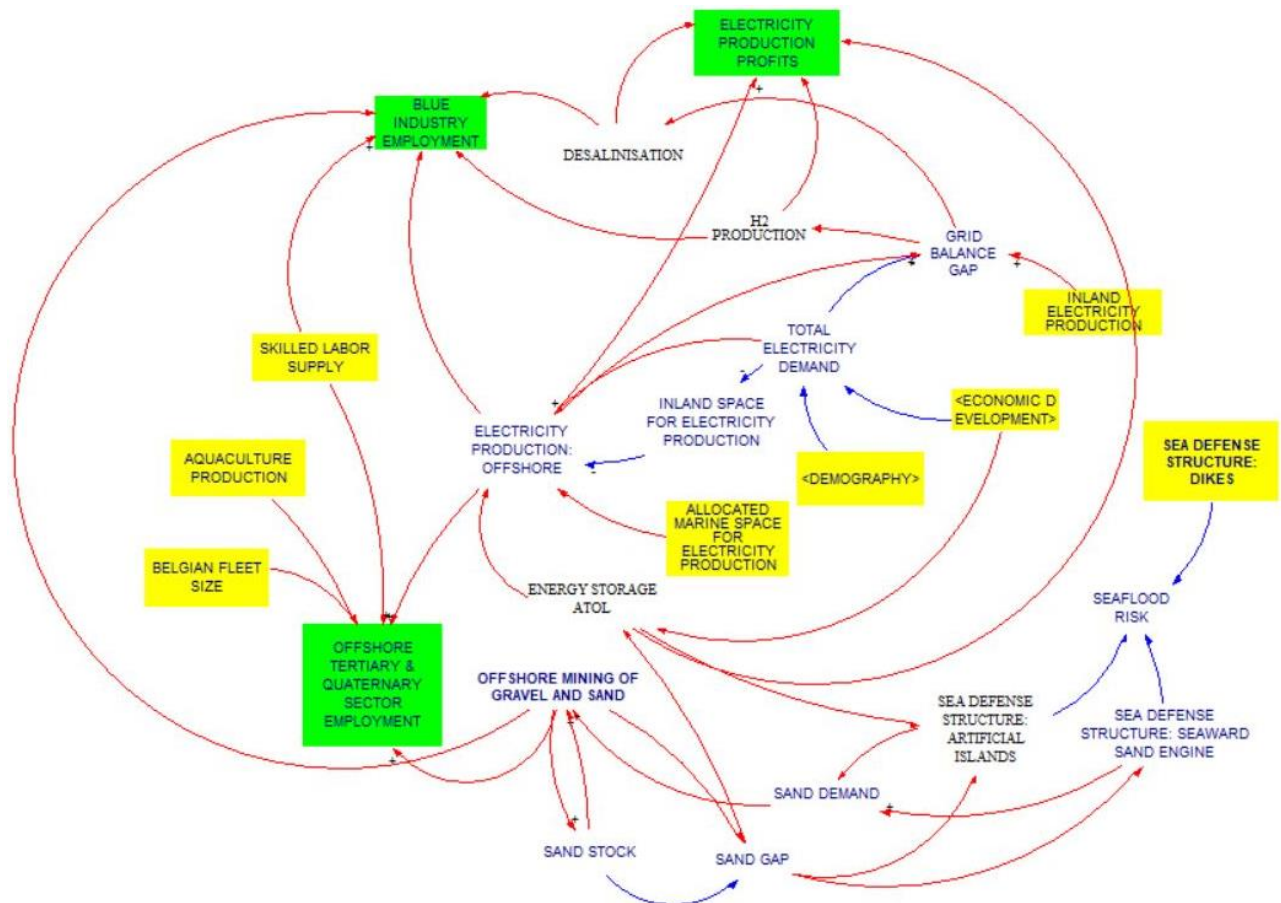 ELECTRICITY
PRODUCTION
PROFITS
+
BLUE
INDUSTRY
EMPLOYMENT
+
DESALINISATION
H2
PRODUCTION
GRID
BALANCE
GAP
+
INLAND
ELECTRICITY
PRODUCTION
SKILLED LABOR
SUPPLY
TOTAL
ELECTRICITY
DEMAND
-
+
INLAND SPACE
FOR ELECTRICITY
PRODUCTION
-
<ECONOMIC D
EVELOPMENT>
ELECTRICITY
PRODUCTION:
OFFSHORE
AQUACULTURE
PRODUCTION
<DEMOGRAPHY>
SEA DEFENSE
STRUCTURE:
DIKES
ALLOCATED
MARINE SPACE
FOR
ELECTRICITY
PRODUCTION
BELGIAN FLEET
SIZE
ENERGY STORAGE
ATOL
SEAFLOOD
RISK
OFFSHORE
TERTIARY &
QUATERNARY
SECTOR
EMPLOYMENT
+
OFFSHORE MINING OF
GRAVEL AND SAND
SEA DEFENSE
STRUCTURE:
ARTIFICIAL
ISLANDS
SEA DEFENSE
STRUCTURE: SEAWARD
SAND ENGINE
SAND DEMAND
+
+
SAND STOCK
SAND GAP